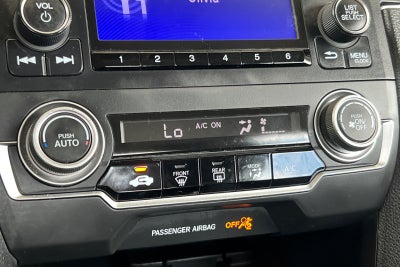 VOL
LIST PUSH SELECT
1 2 3 4 5 6
MENU
CLOCK
PUSH AUTO
Lo A/C ON
PUSH ON/OFF
FRONT REAR MODE A/C
PASSENGER AIRBAG OFF